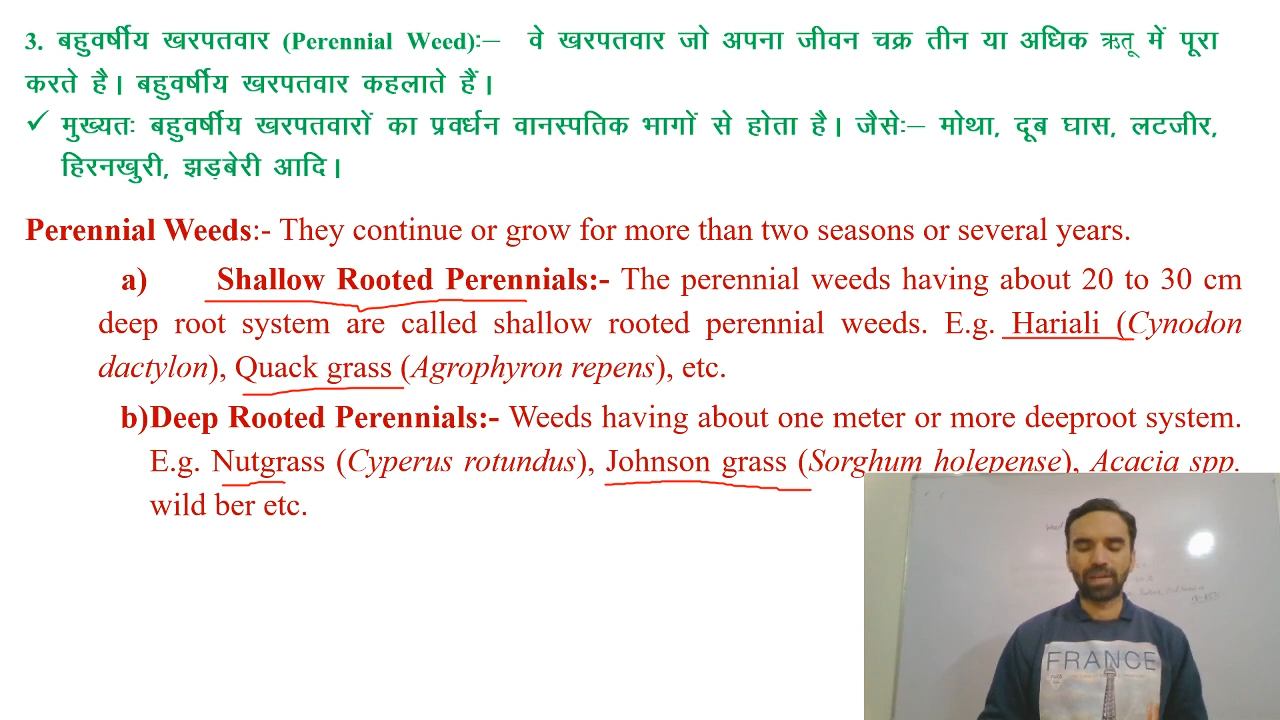 3. बहुवर्षीय खरपतवार (Perennial Weed):– वे खरपतवार जो अपना जीवन चक्र तीन या अधिक ऋतू में पूरा
करते है। बहुवर्षीय खरपतवार कहलाते हैं।
✓ मुख्यतः बहुवर्षीय खरपतवारों का प्रवर्धन वानस्पतिक भागों से होता है। जैसेः– मोथा, दूब घास, लटजीर,
हिरनखुरी, झड़बेरी आदि।
Perennial Weeds:- They continue or grow for more than two seasons or several years.
a) Shallow Rooted Perennials:- The perennial weeds having about 20 to 30 cm
deep root system are called shallow rooted perennial weeds. E.g. Hariali (Cynodon
dactylon), Quack grass (Agrophyron repens), etc.
b)Deep Rooted Perennials:- Weeds having about one meter or more deeproot system.
E.g. Nutgrass (Cyperus rotundus), Johnson grass (Sorghum holepense), Acacia spp.
wild ber etc.
FRANCE